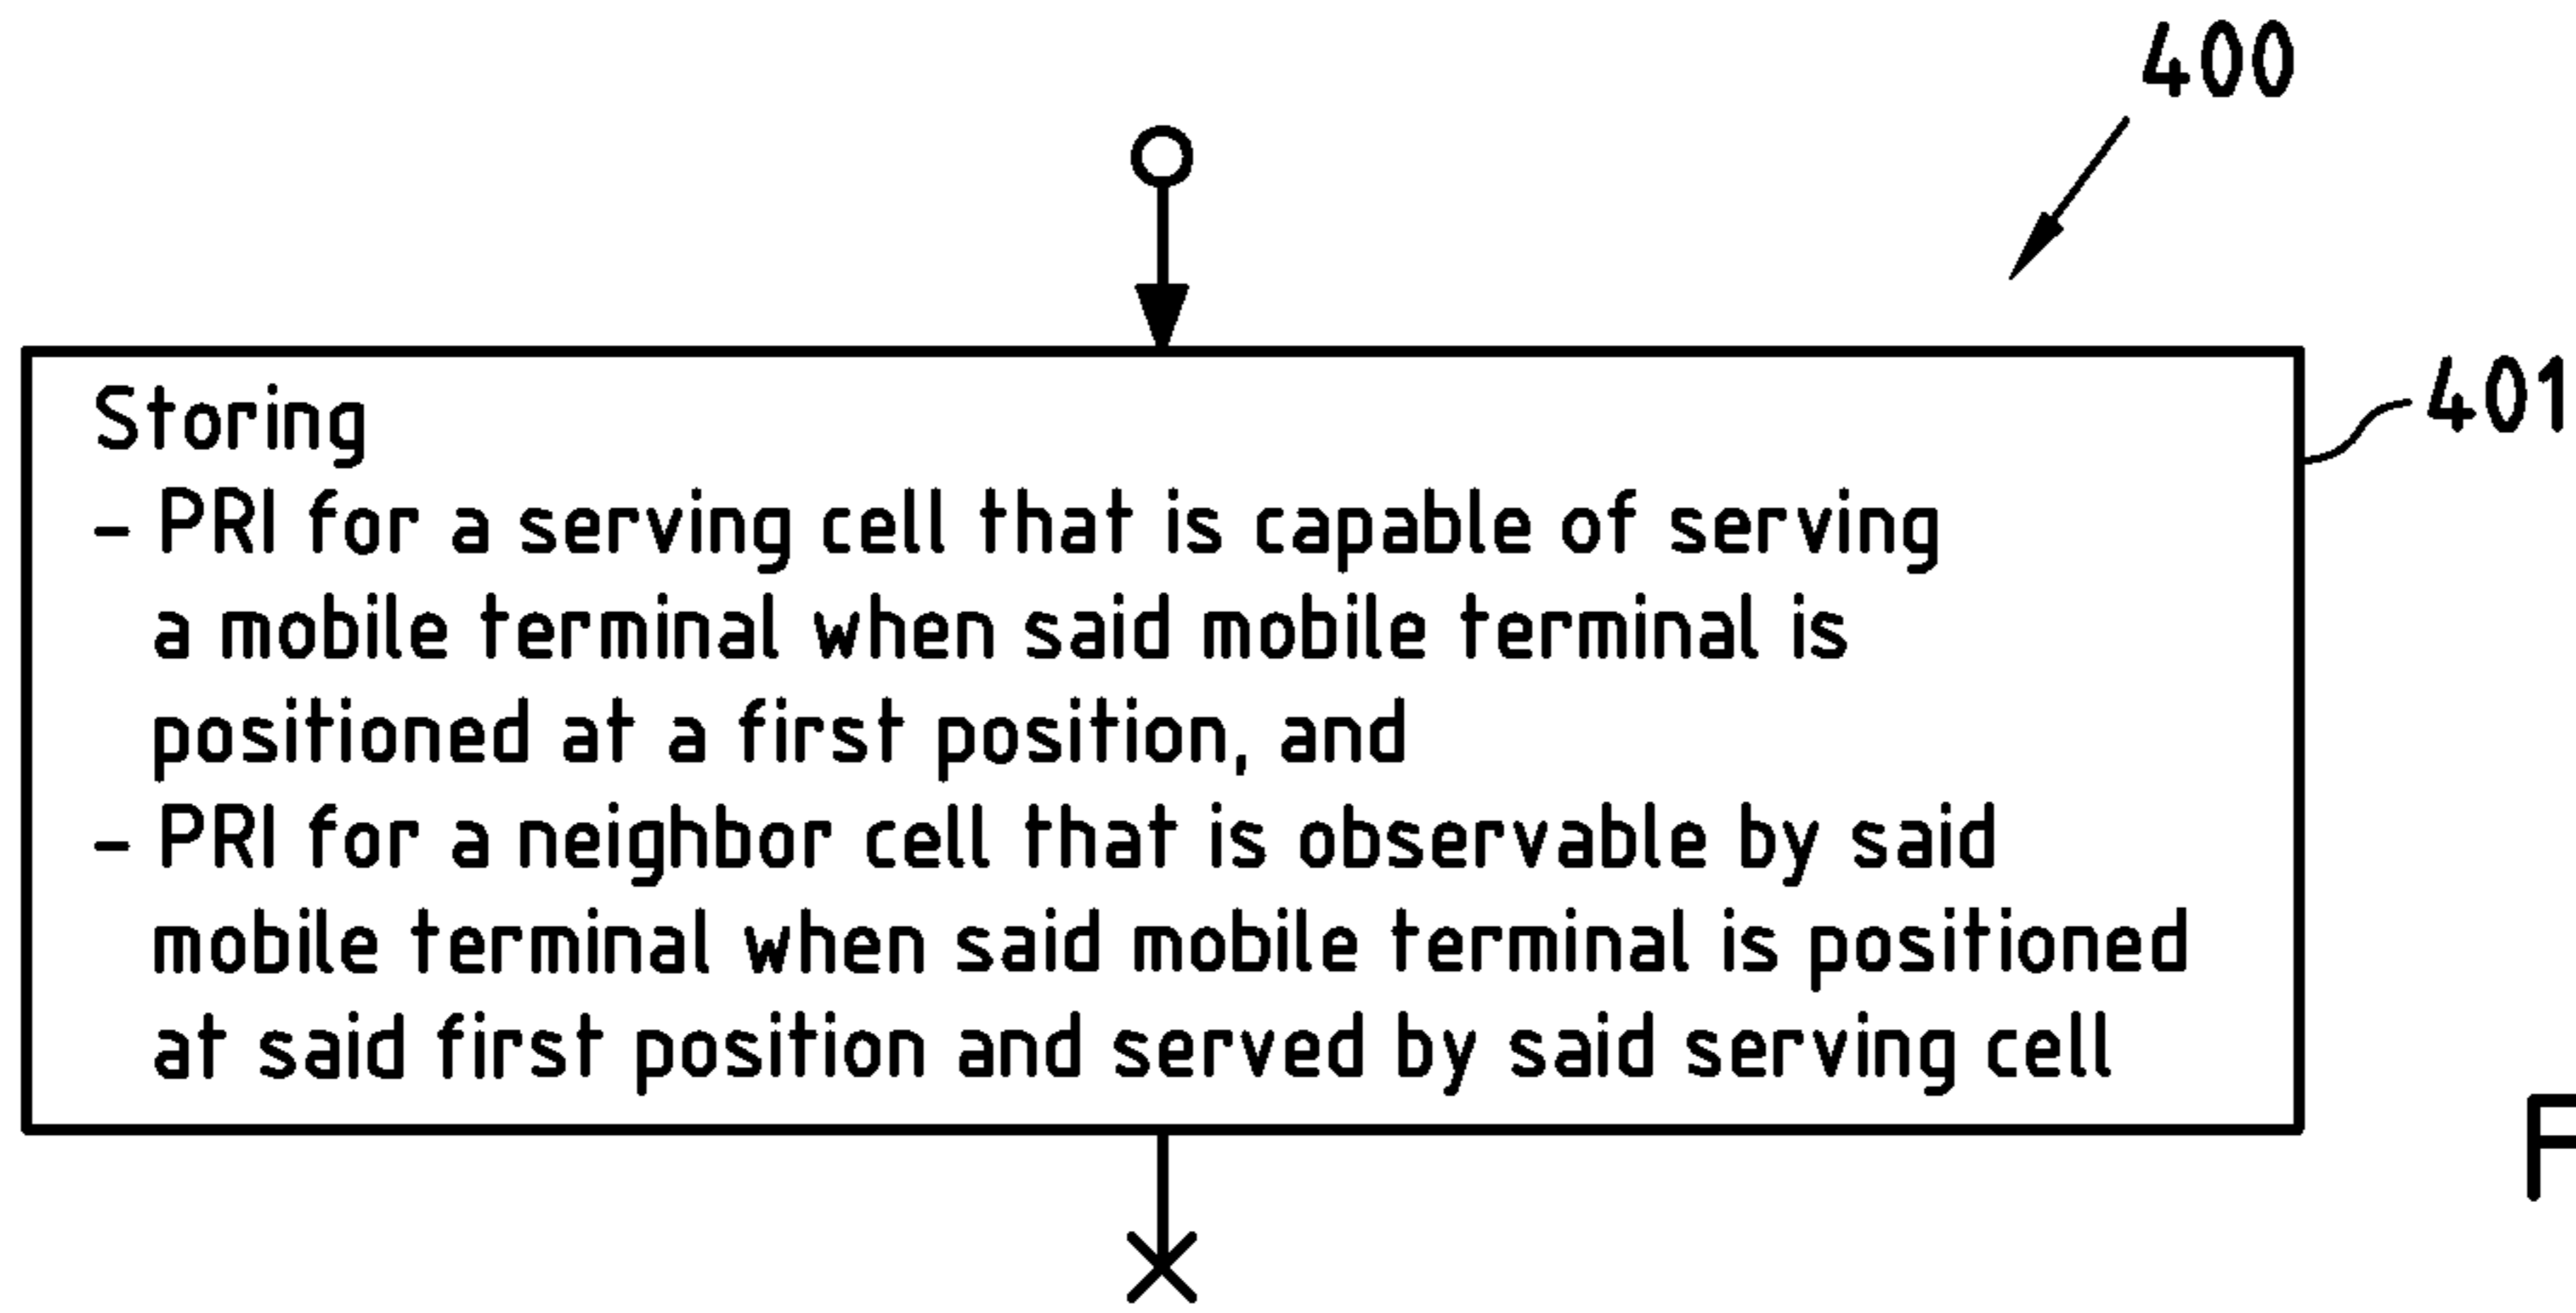 400
401
Storing
- PRI for a serving cell that is capable of serving
a mobile terminal when said mobile terminal is
positioned at a first position, and
- PRI for a neighbor cell that is observable by said
mobile terminal when said mobile terminal is positioned
at said first position and served by said serving cell
F